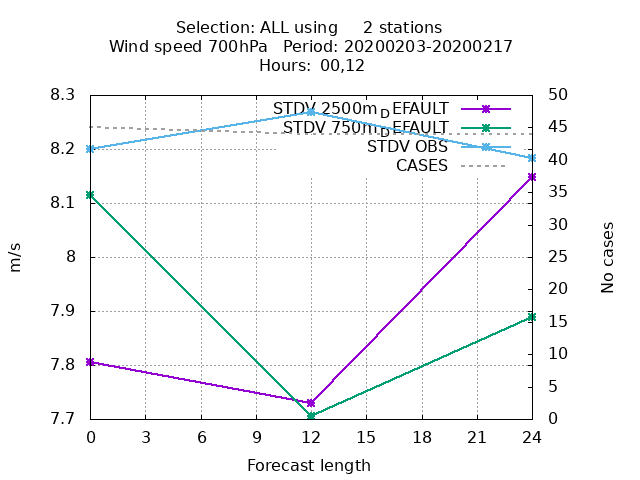 Selection: ALL using     2 stations
Wind speed 700hPa   Period: 20200203-20200217
Hours: 00,12
8.3
8.2
8.1
8
7.9
7.8
7.7
50
45
40
35
30
25
20
15
10
5
0
STDV 2500m_DEFAULT
STDV 750m_DEFAULT
STDV OBS
CASES
m/s
No cases
0 3 6 9 12 15 18 21 24
Forecast length